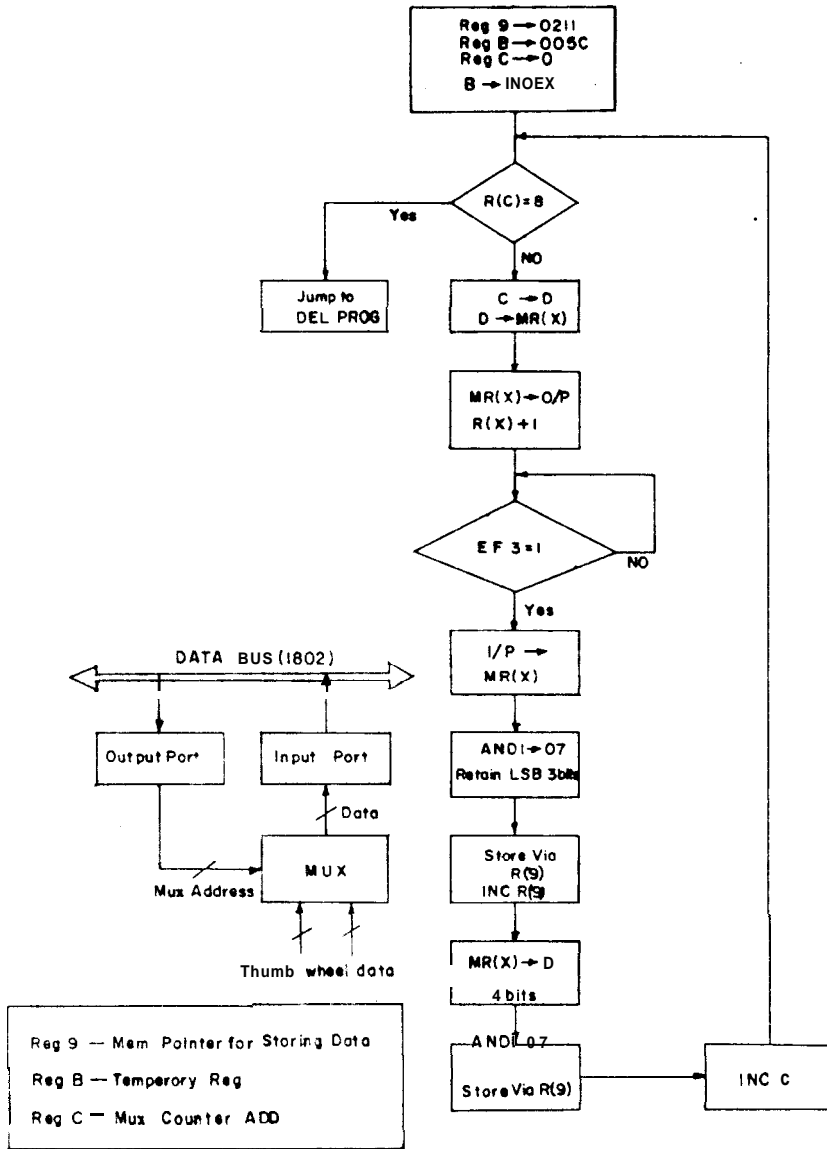 Reg 9 → 0211
Reg B → 005C
Reg C → 0
B → INOEX
R(C)=8
Yes
NO
Jump to
DEL PROG
C → D
D → MR(X)
MR(X) → O/P
R(X)+1
EF3=1
NO
Yes
I/P →
MR(X)
DATA BUS (1802)
Output Port
Input Port
ANDI → 07
Retain LSB 3bits
Data
MUX
Mux Address
Store Via
R(9)
INC R(9)
Thumb wheel data
MR(X) → D
4 bits
ANDI 07
Store Via R(9)
INC C
Reg 9 — Mem Pointer for Storing Data
Reg B — Temperory Reg
Reg C — Mux Counter ADD